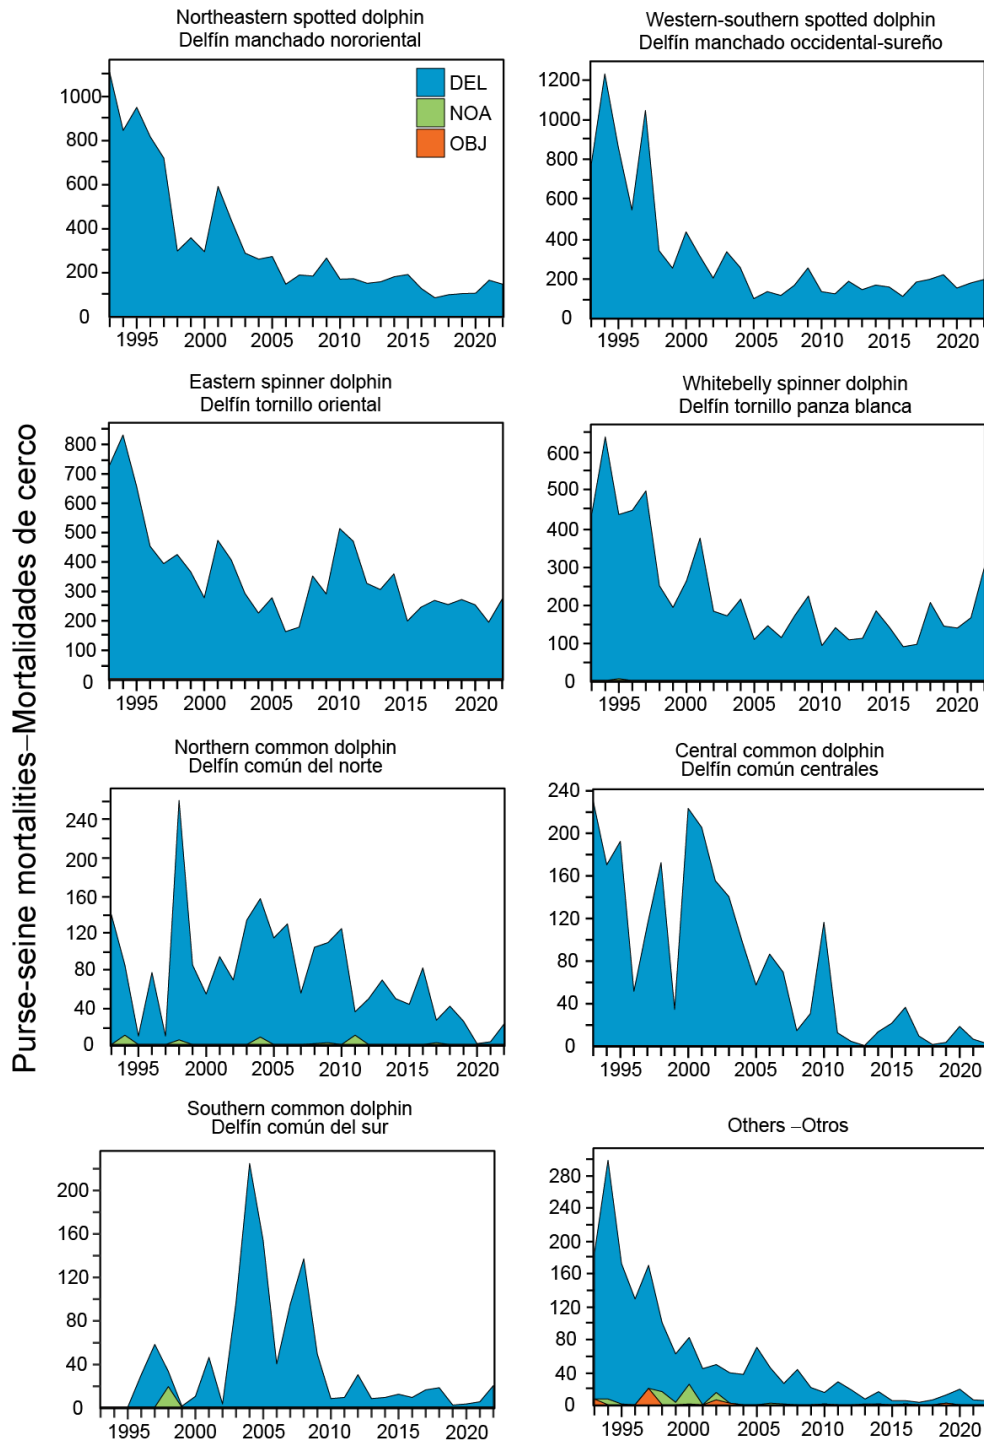 Purse-seine mortalities–Mortalidades de cerco
Northeastern spotted dolphin
Delfín manchado nororiental
DEL
NOA
OBJ
1000
800
600
400
200
0
1995 2000 2005 2010 2015 2020
Western-southern spotted dolphin
Delfín manchado occidental-sureño
1200
1000
800
600
400
200
0
1995 2000 2005 2010 2015 2020
Eastern spinner dolphin
Delfín tornillo oriental
800
700
600
500
400
300
200
100
0
1995 2000 2005 2010 2015 2020
Whitebelly spinner dolphin
Delfín tornillo panza blanca
600
500
400
300
200
100
0
1995 2000 2005 2010 2015 2020
Northern common dolphin
Delfín común del norte
240
200
160
120
80
40
0
1995 2000 2005 2010 2015 2020
Central common dolphin
Delfín común centrales
240
200
160
120
80
40
0
1995 2000 2005 2010 2015 2020
Southern common dolphin
Delfín común del sur
200
160
120
80
40
0
1995 2000 2005 2010 2015 2020
Others –Otros
280
240
200
160
120
80
40
0
1995 2000 2005 2010 2015 2020